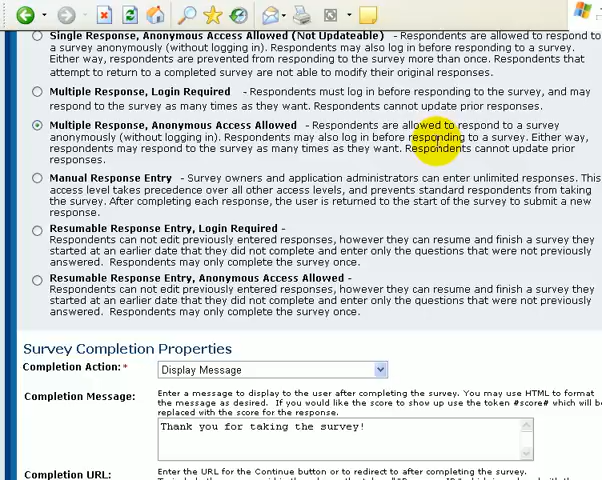 Single Response, Anonymous Access Allowed (Not Updateable) - Respondents are allowed to respond to
a survey anonymously (without logging in). Respondents may also log in before responding to a survey.
Either way, respondents are prevented from responding to the survey more than once. Respondents that
attempt to return to a completed survey are not able to modify their original responses.
Multiple Response, Login Required - Respondents must log in before responding to a survey, and may
respond to the survey as many times as they want. Respondents cannot update prior responses.
Multiple Response, Anonymous Access Allowed - Respondents are allowed to respond to a survey
anonymously (without logging in). Respondents may also log in before responding to a survey. Either way,
respondents may respond to the survey as many times as they want. Respondents cannot update prior
responses.
Manual Response Entry - Survey owners and application administrators can enter unlimited responses. This
access level takes precedence over all other access levels, and prevents standard respondents from taking
the survey. After completing each response, the user is returned to the start of the survey to submit a new
response.
Resumable Response Entry, Login Required -
Respondents can not edit previously entered responses, however they can resume and finish a survey they
started at an earlier date that they did not complete and enter only the questions that were not previously
answered. Respondents may only complete the survey once.
Resumable Response Entry, Anonymous Access Allowed -
Respondents can not edit previously entered responses, however they can resume and finish a survey they
started at an earlier date that they did not complete and enter only the questions that were not previously
answered. Respondents may only complete the survey once.
Survey Completion Properties
Completion Action: * Display Message
Completion Message: Enter a message to display to the user after completing the survey. You may use HTML to format
the message as desired. If you would like the score to show up use the token #score# which will be
replaced with the score for the response.
Thank you for taking the survey!
Completion URL: Enter the URL for the Continue button or to redirect to after completing the survey.